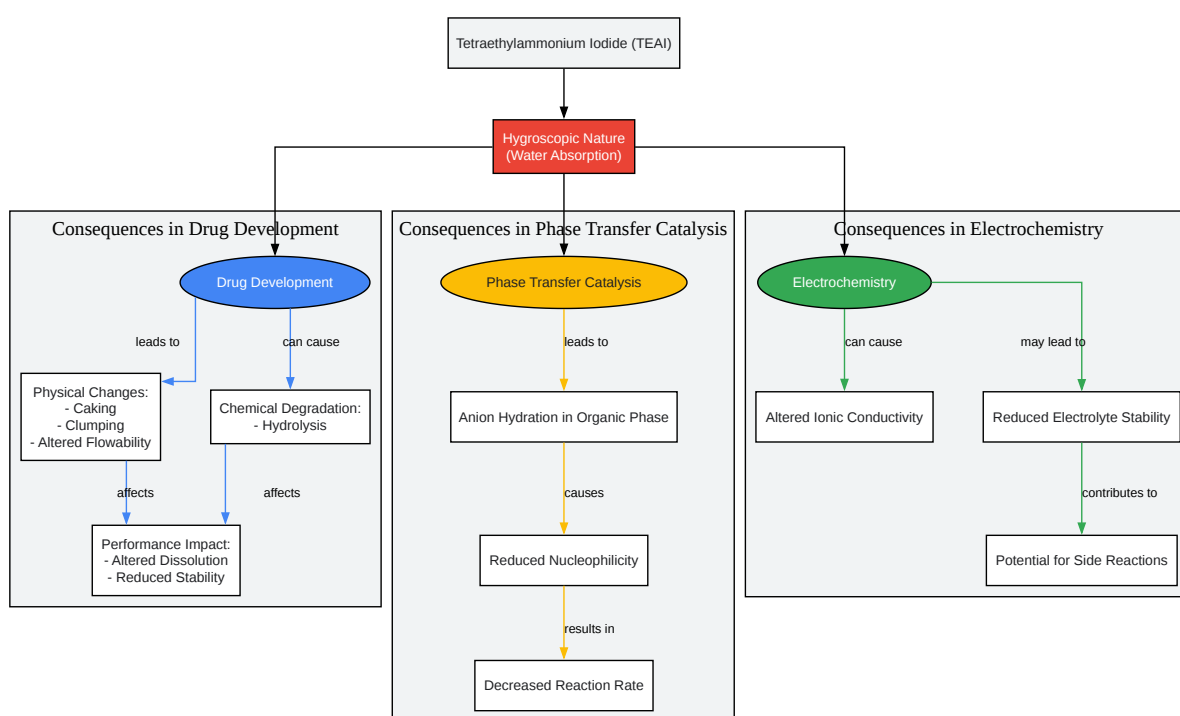 Tetraethylammonium Iodide (TEAI)
Hygroscopic Nature
(Water Absorption)
Consequences in Drug Development
Drug Development
leads to
can cause
Physical Changes:
- Caking
- Clumping
- Altered Flowability
Chemical Degradation:
- Hydrolysis
affects
affects
Performance Impact:
- Altered Dissolution
- Reduced Stability
Consequences in Phase Transfer Catalysis
Phase Transfer Catalysis
leads to
Anion Hydration in Organic Phase
causes
Reduced Nucleophilicity
results in
Decreased Reaction Rate
Consequences in Electrochemistry
Electrochemistry
can cause
may lead to
Altered Ionic Conductivity
Reduced Electrolyte Stability
contributes to
Potential for Side Reactions